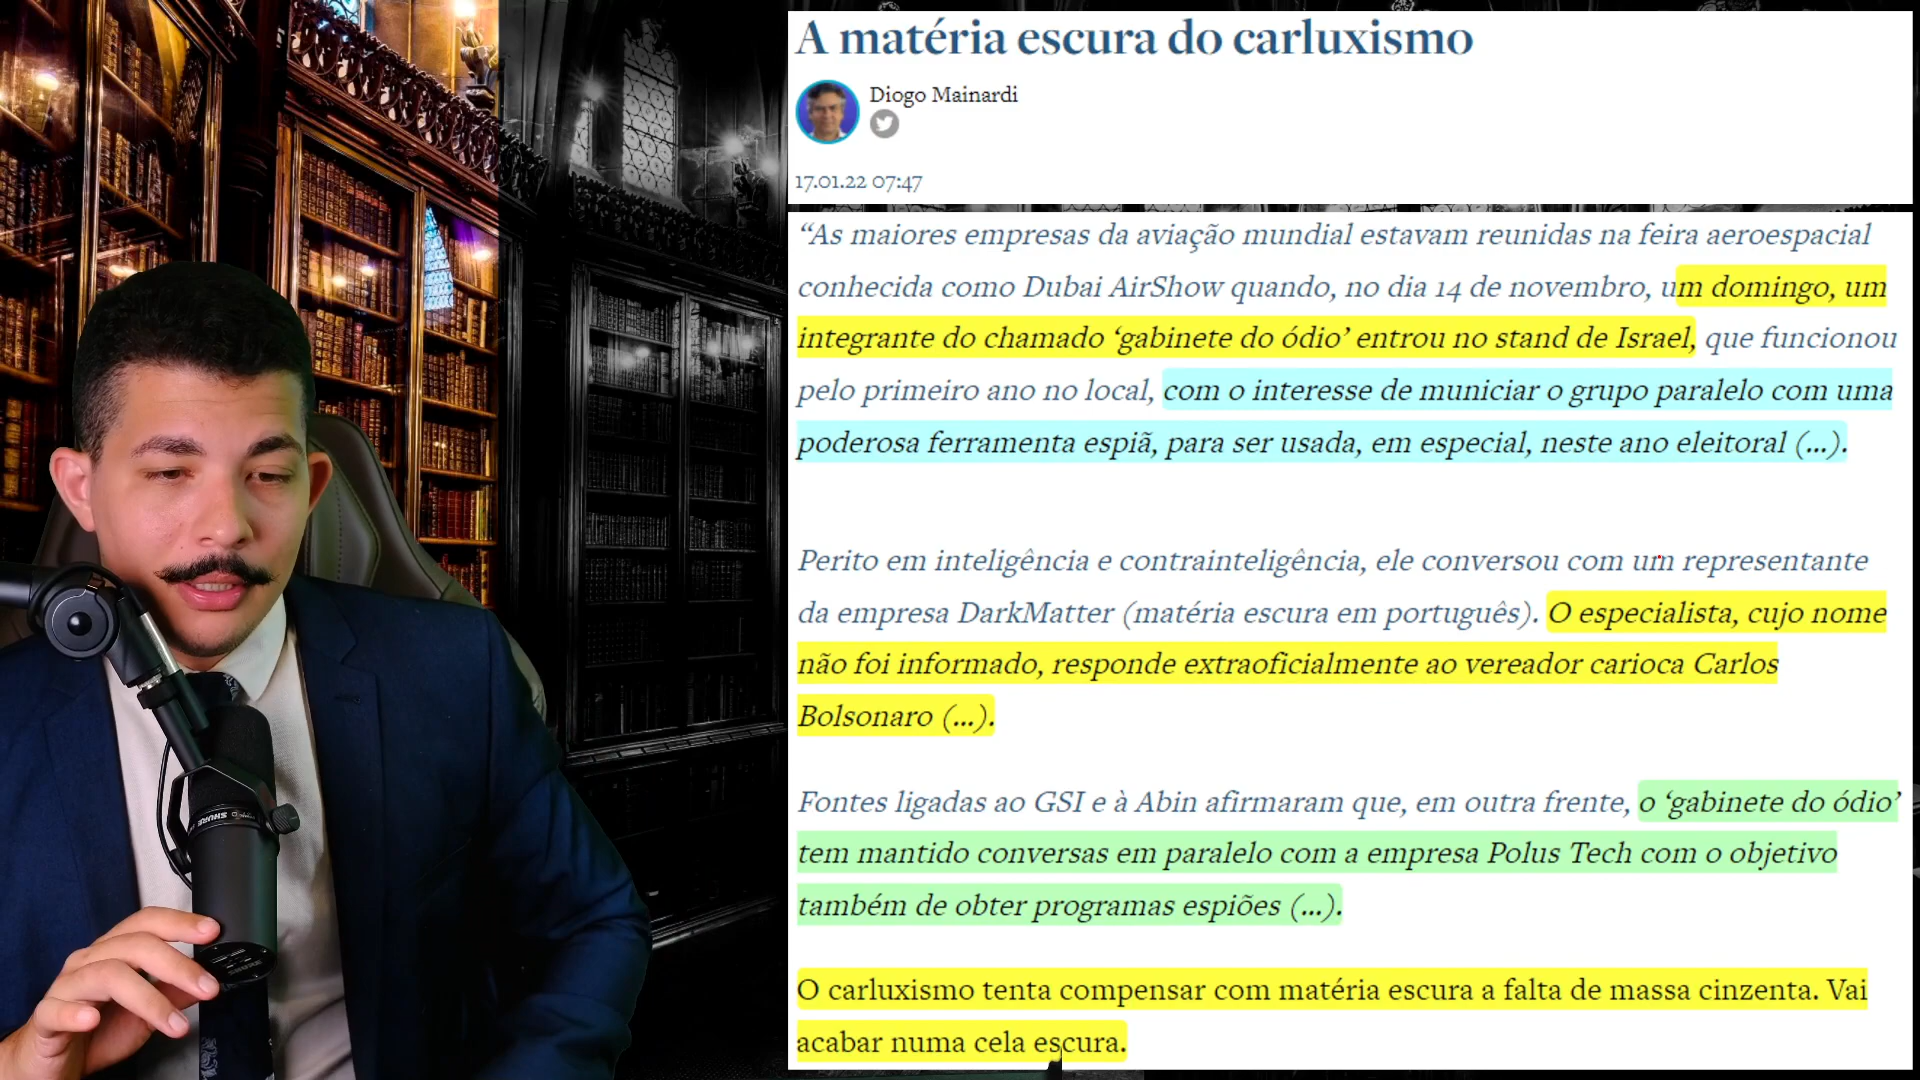 A matéria escura do carluxismo
Diogo Mainardi
17.01.22 07:47
“As maiores empresas da aviação mundial estavam reunidas na feira aeroespacial
conhecida como Dubai AirShow quando, no dia 14 de novembro, um domingo, um
integrante do chamado ‘gabinete do ódio’ entrou no stand de Israel, que funcionou
pelo primeiro ano no local, com o interesse de municiar o grupo paralelo com uma
poderosa ferramenta espiã, para ser usada, em especial, neste ano eleitoral (...).
Perito em inteligência e contrainteligência, ele conversou com um representante
da empresa DarkMatter (matéria escura em português). O especialista, cujo nome
não foi informado, responde extraoficialmente ao vereador carioca Carlos
Bolsonaro (...).
Fontes ligadas ao GSI e à Abin afirmaram que, em outra frente, o ‘gabinete do ódio’
tem mantido conversas em paralelo com a empresa Polus Tech com o objetivo
também de obter programas espiões (...).
O carluxismo tenta compensar com matéria escura a falta de massa cinzenta. Vai
acabar numa cela escura.
SHURE
SHURE